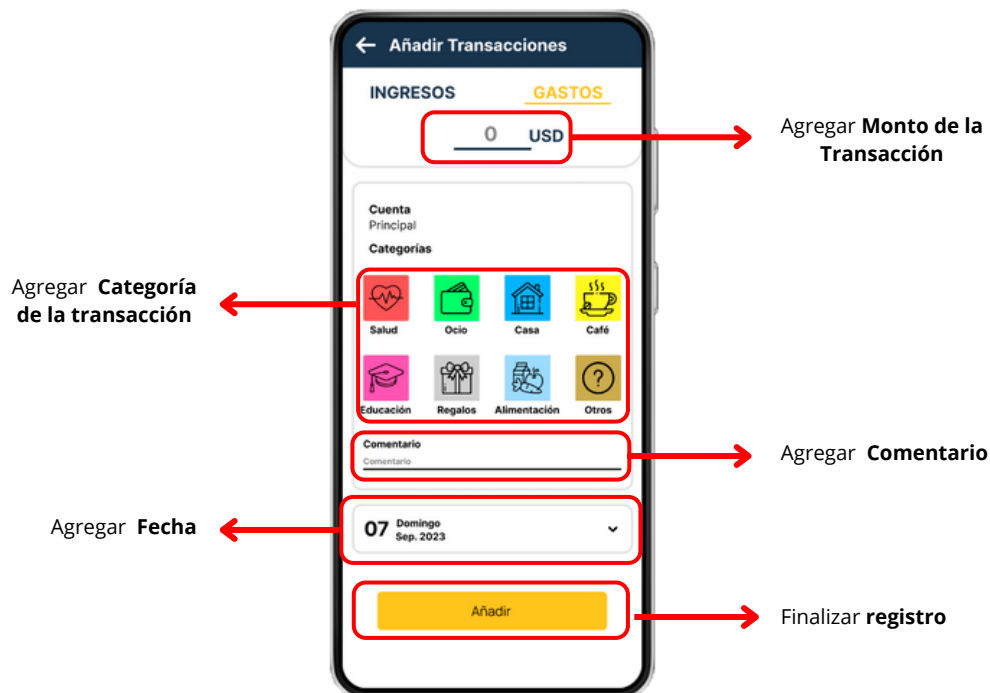 ← Añadir Transacciones
INGRESOS
GASTOS
0 USD
Agregar Monto de la
Transacción
Cuenta
Principal
Categorías
Agregar Categoría
de la transacción
Salud
Ocio
Casa
Café
?
Educación
Regalos
Alimentación
Otros
Comentario
Comentario
Agregar Comentario
Agregar Fecha
07 Domingo
Sep. 2023
Añadir
Finalizar registro